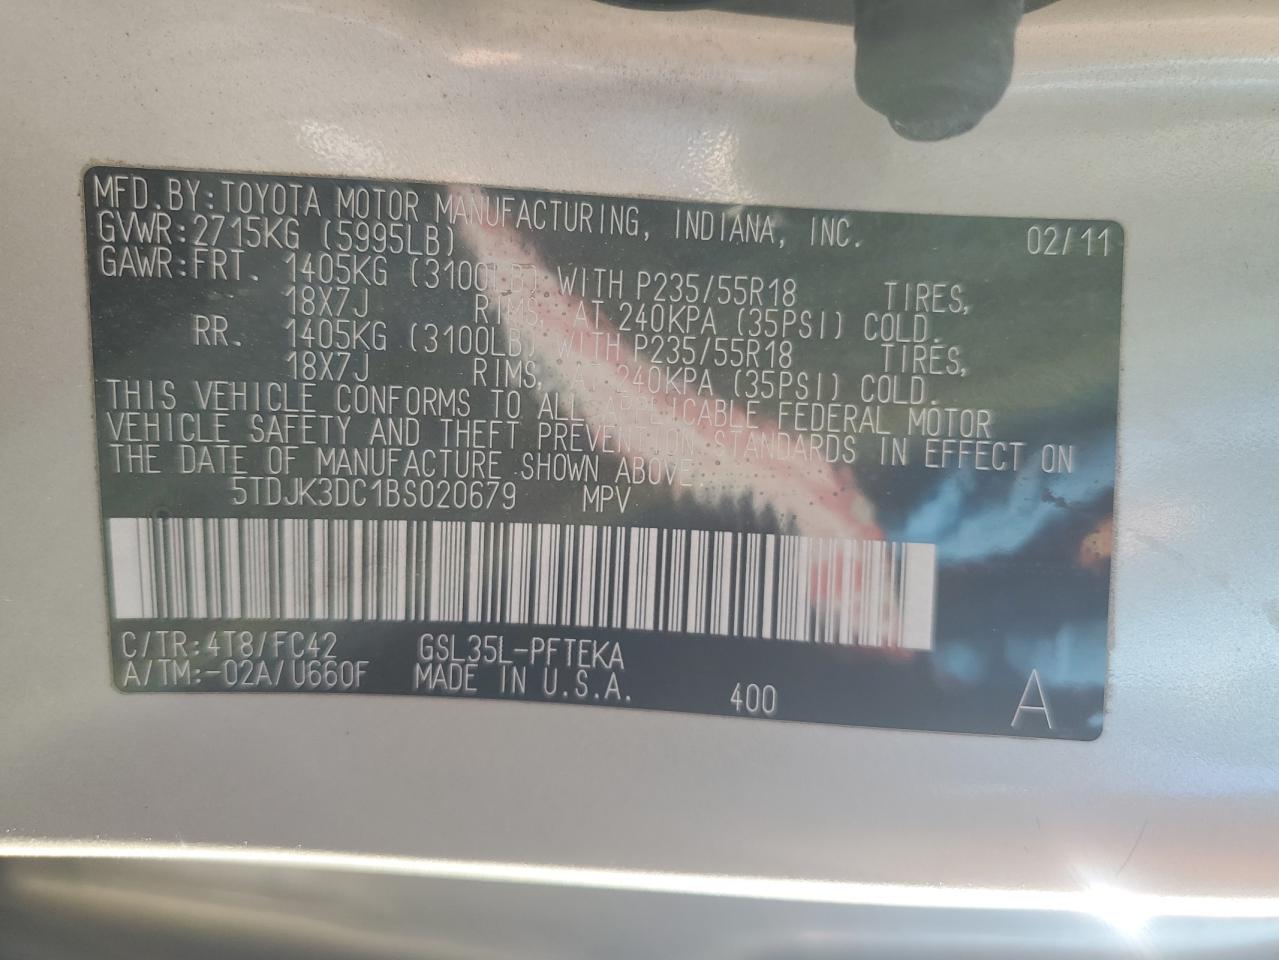 MFD. BY: TOYOTA MOTOR MANUFACTURING, INDIANA, INC. 02/11
GVWR: 2715KG (5995LB)
GAWR: FRT. 1405KG (3100LB) WITH P235/55R18 TIRES,
18X7J RIMS, AT 240KPA (35PSI) COLD.
RR. 1405KG (3100LB) WITH P235/55R18 TIRES,
18X7J RIMS, AT 240KPA (35PSI) COLD.
THIS VEHICLE CONFORMS TO ALL APPLICABLE FEDERAL MOTOR
VEHICLE SAFETY AND THEFT PREVENTION STANDARDS IN EFFECT ON
THE DATE OF MANUFACTURE SHOWN ABOVE.
5TDJK3DC1BS020679 MPV
C/TR: 4T8/FC42 GSL35L-PFTEKA
A/TM: -02A/U660F MADE IN U.S.A. 400 A